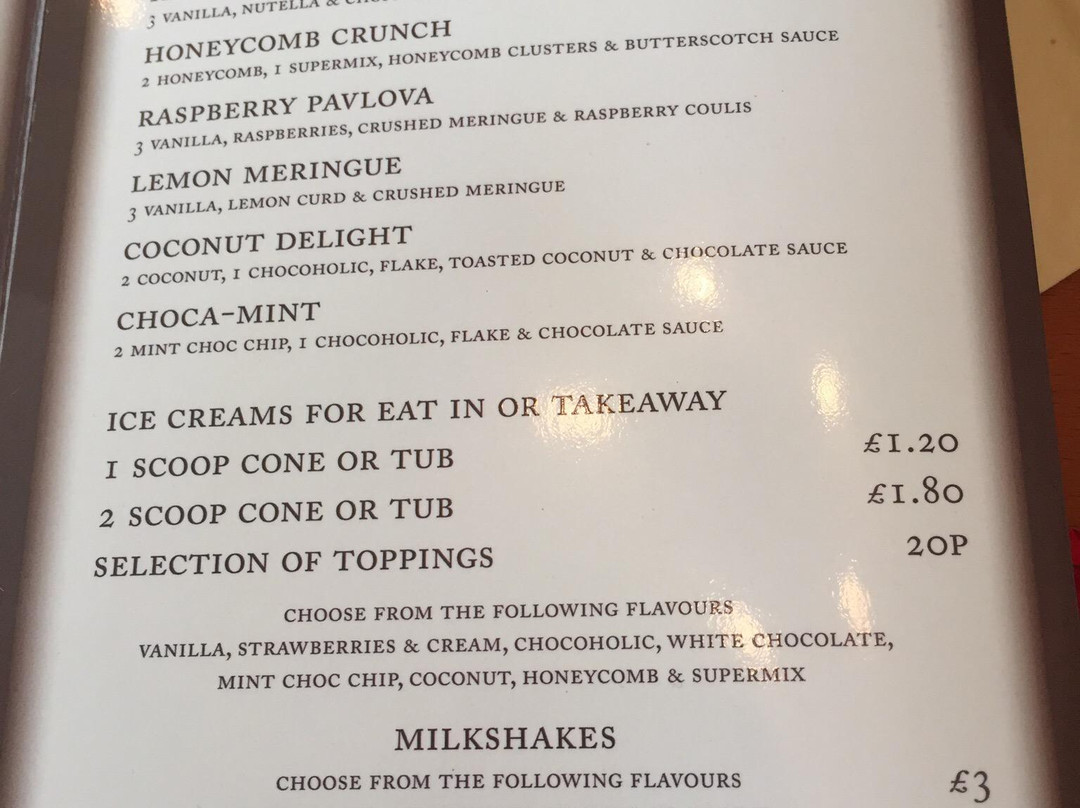 3 VANILLA, NUTELLA &
HONEYCOMB CRUNCH
2 HONEYCOMB, 1 SUPERMIX, HONEYCOMB CLUSTERS & BUTTERSCOTCH SAUCE
RASPBERRY PAVLOVA
3 VANILLA, RASPBERRIES, CRUSHED MERINGUE & RASPBERRY COULIS
LEMON MERINGUE
3 VANILLA, LEMON CURD & CRUSHED MERINGUE
COCONUT DELIGHT
2 COCONUT, 1 CHOCOHOLIC, FLAKE, TOASTED COCONUT & CHOCOLATE SAUCE
CHOCA-MINT
2 MINT CHOC CHIP, 1 CHOCOHOLIC, FLAKE & CHOCOLATE SAUCE
ICE CREAMS FOR EAT IN OR TAKEAWAY
1 SCOOP CONE OR TUB £1.20
2 SCOOP CONE OR TUB £1.80
SELECTION OF TOPPINGS 20P
CHOOSE FROM THE FOLLOWING FLAVOURS
VANILLA, STRAWBERRIES & CREAM, CHOCOHOLIC, WHITE CHOCOLATE,
MINT CHOC CHIP, COCONUT, HONEYCOMB & SUPERMIX
MILKSHAKES
CHOOSE FROM THE FOLLOWING FLAVOURS £3